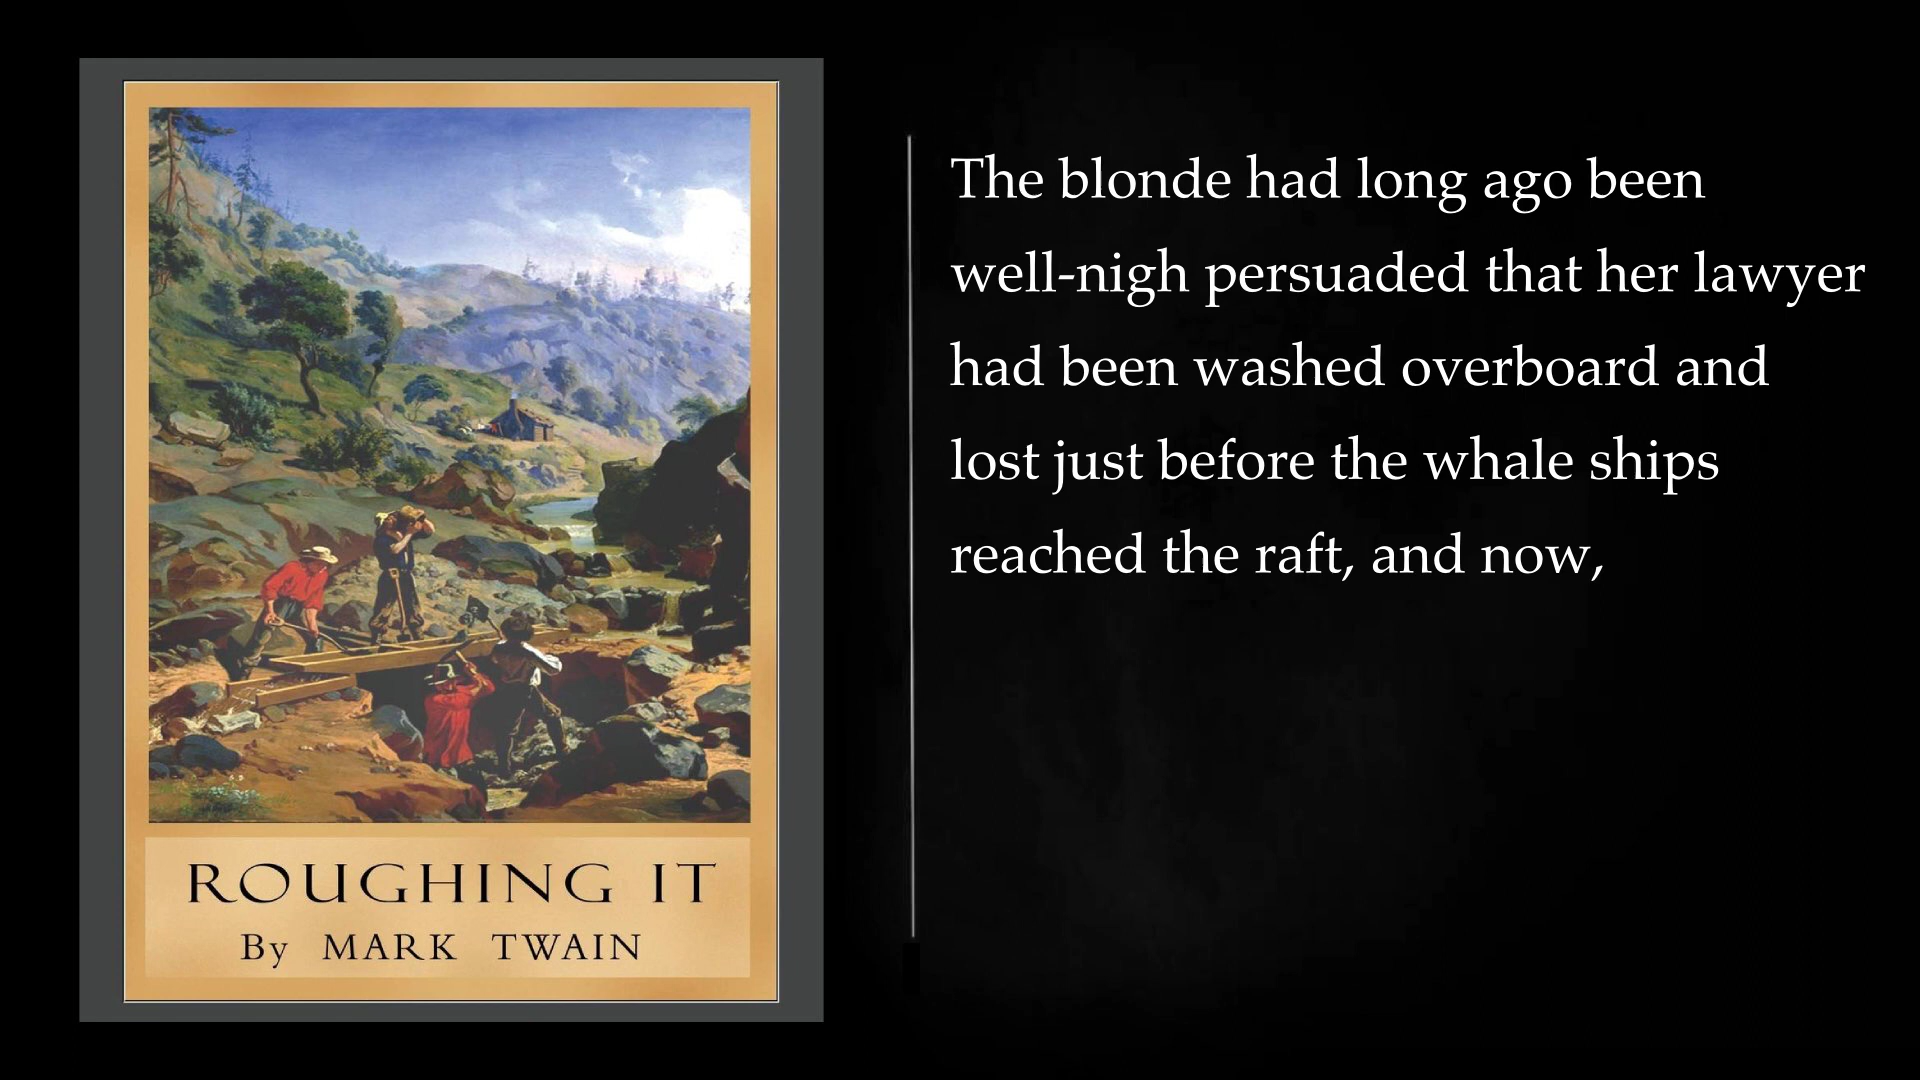 ROUGHING IT
By MARK TWAIN
The blonde had long ago been
well-nigh persuaded that her lawyer
had been washed overboard and
lost just before the whale ships
reached the raft, and now,